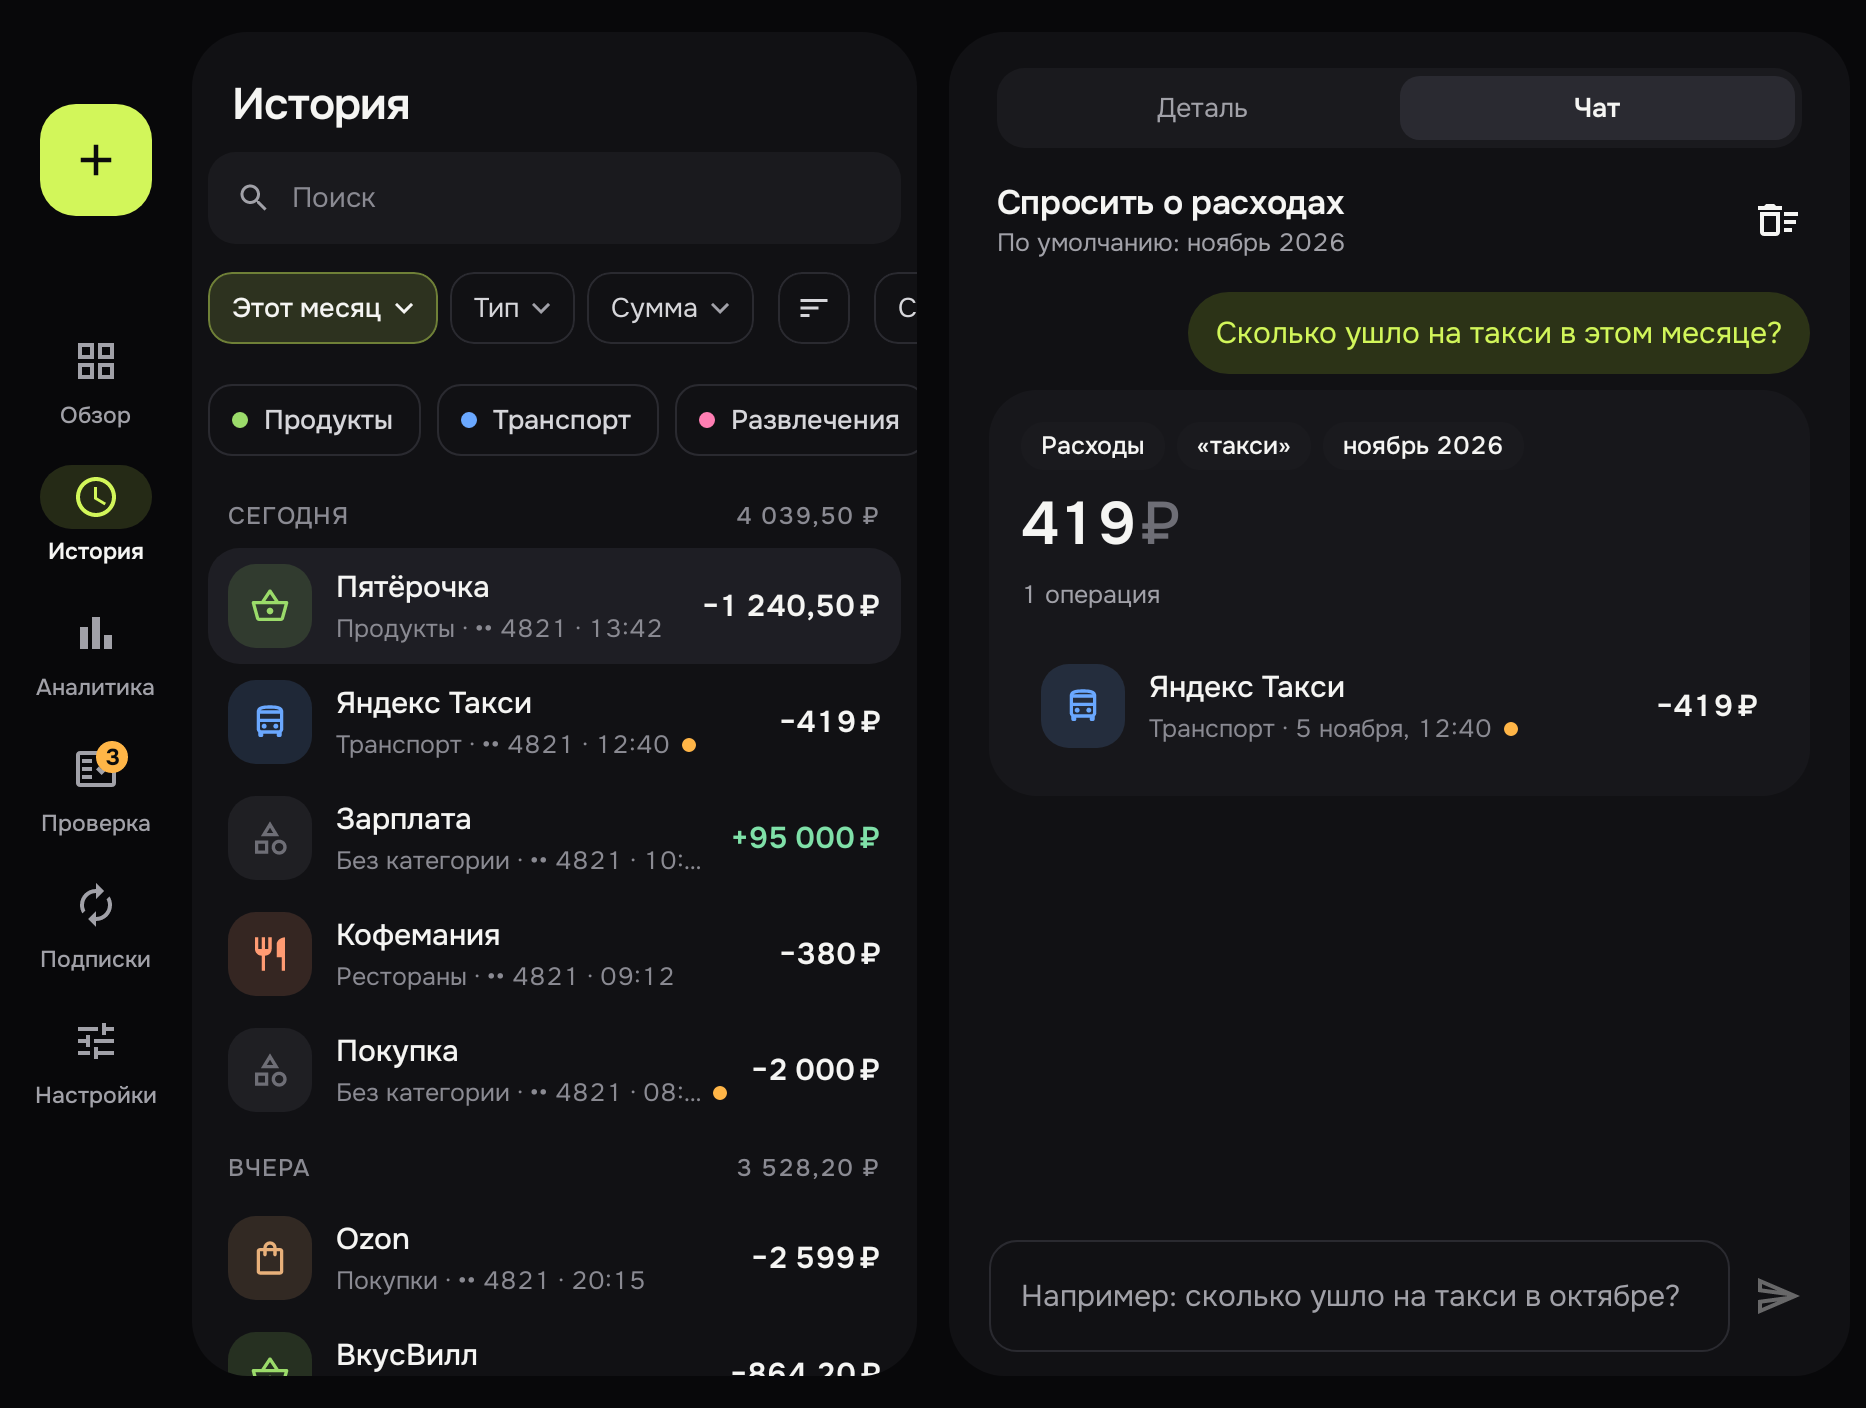 +
Обзор
История
Аналитика
3
Проверка
Подписки
Настройки
История
Поиск
Этот месяц
Тип
Сумма
С
Продукты
Транспорт
Развлечения
СЕГОДНЯ
4 039,50 ₽
Пятёрочка
Продукты · •• 4821 · 13:42
−1 240,50 ₽
Яндекс Такси
Транспорт · •• 4821 · 12:40
−419 ₽
Зарплата
Без категории · •• 4821 · 10:...
+95 000 ₽
Кофемания
Рестораны · •• 4821 · 09:12
−380 ₽
Покупка
Без категории · •• 4821 · 08:...
−2 000 ₽
ВЧЕРА
3 528,20 ₽
Ozon
Покупки · •• 4821 · 20:15
−2 599 ₽
ВкусВилл
−864,20 ₽
Деталь
Чат
Спросить о расходах
По умолчанию: ноябрь 2026
Сколько ушло на такси в этом месяце?
Расходы
«такси»
ноябрь 2026
419 ₽
1 операция
Яндекс Такси
Транспорт · 5 ноября, 12:40
−419 ₽
Например: сколько ушло на такси в октябре?